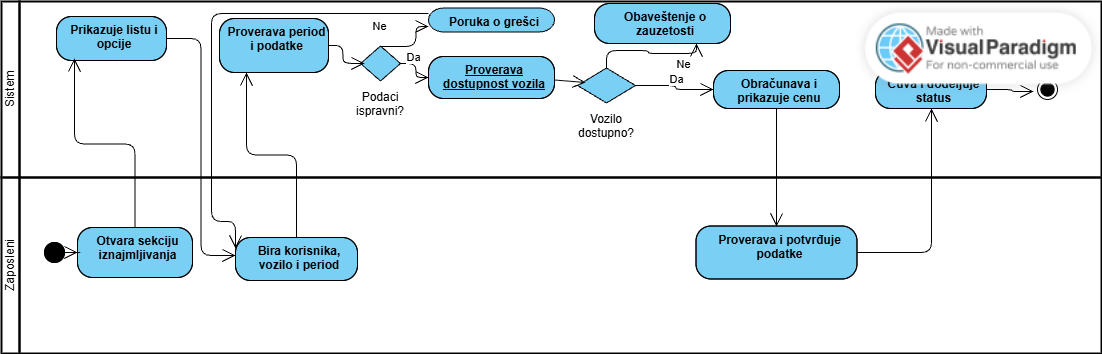 Sistem
Prikazuje listu i
opcije
Proverava period
i podatke
Ne
Da
Podaci
ispravni?
Poruka o grešci
Proverava
dostupnost vozila
Obaveštenje o
zauzetosti
Ne
Da
Vozilo
dostupno?
Obračunava i
prikazuje cenu
Made with
VisualParadigm
For non-commercial use
i dodeljuje
status
Zaposleni
Otvara sekciju
iznajmljivanja
Bira korisnika,
vozilo i period
Proverava i potvrđuje
podatke